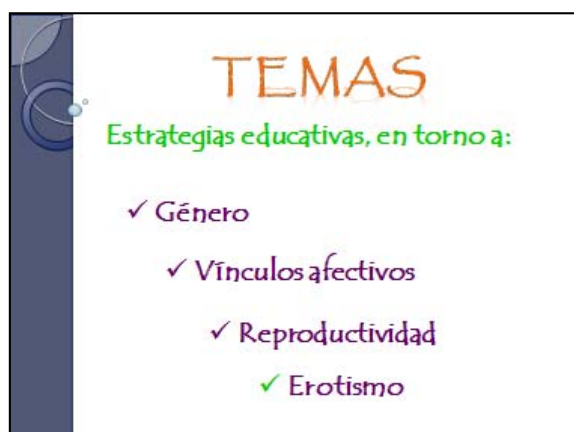 TEMAS
Estrategias educativas, en torno a:
✓ Género
✓ Vínculos afectivos
✓ Reproductividad
✓ Erotismo